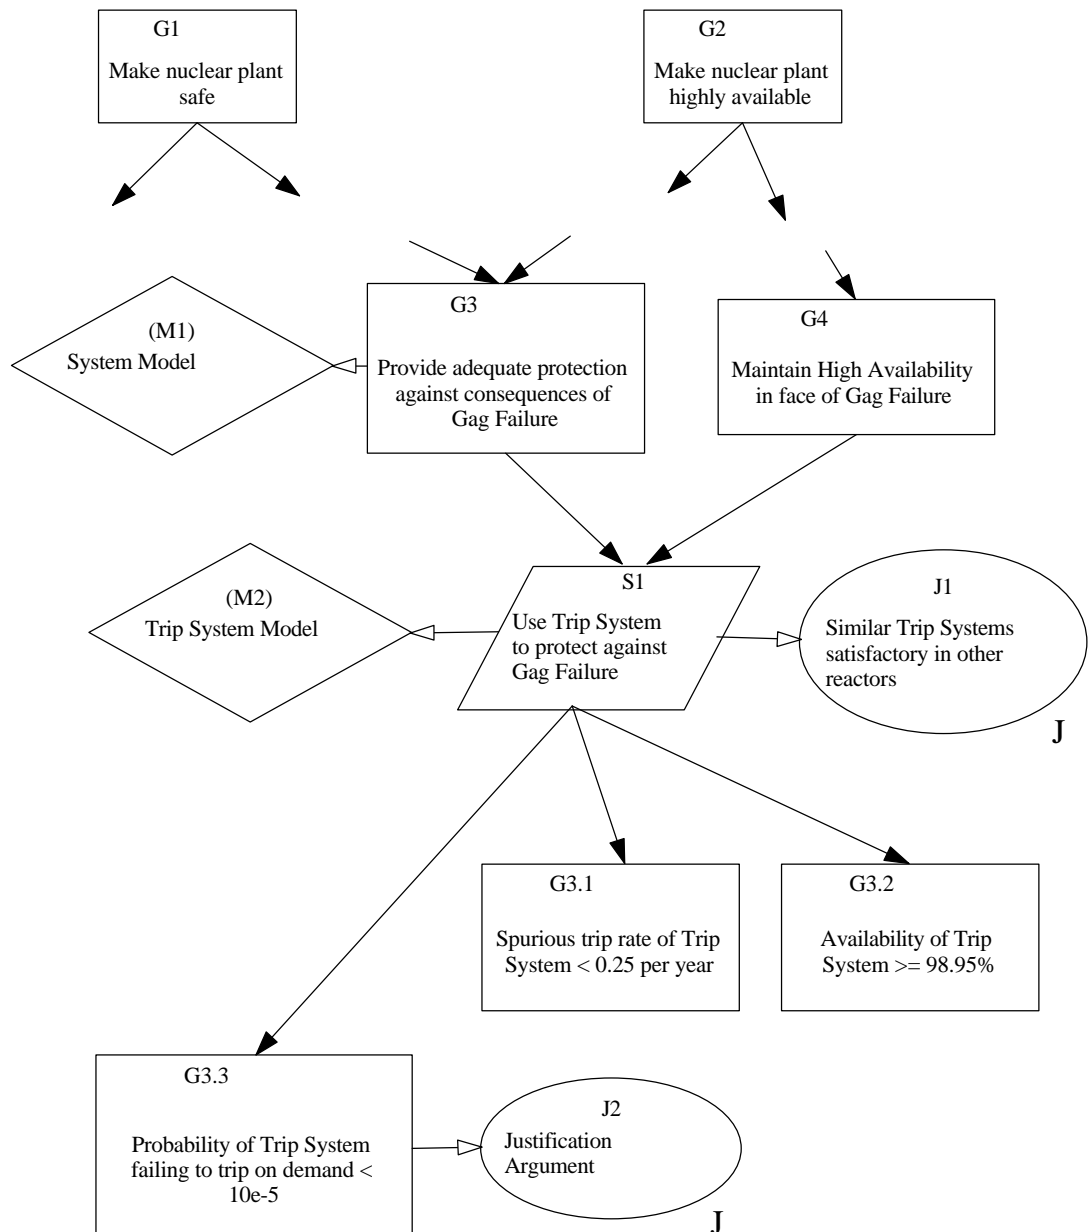 G1
Make nuclear plant
safe
G2
Make nuclear plant
highly available
(M1)
System Model
G3
Provide adequate protection
against consequences of
Gag Failure
G4
Maintain High Availability
in face of Gag Failure
(M2)
Trip System Model
S1
Use Trip System
to protect against
Gag Failure
J1
Similar Trip Systems
satisfactory in other
reactors
J
G3.1
Spurious trip rate of Trip
System < 0.25 per year
G3.2
Availability of Trip
System >= 98.95%
G3.3
Probability of Trip System
failing to trip on demand <
10e-5
J2
Justification
Argument
J